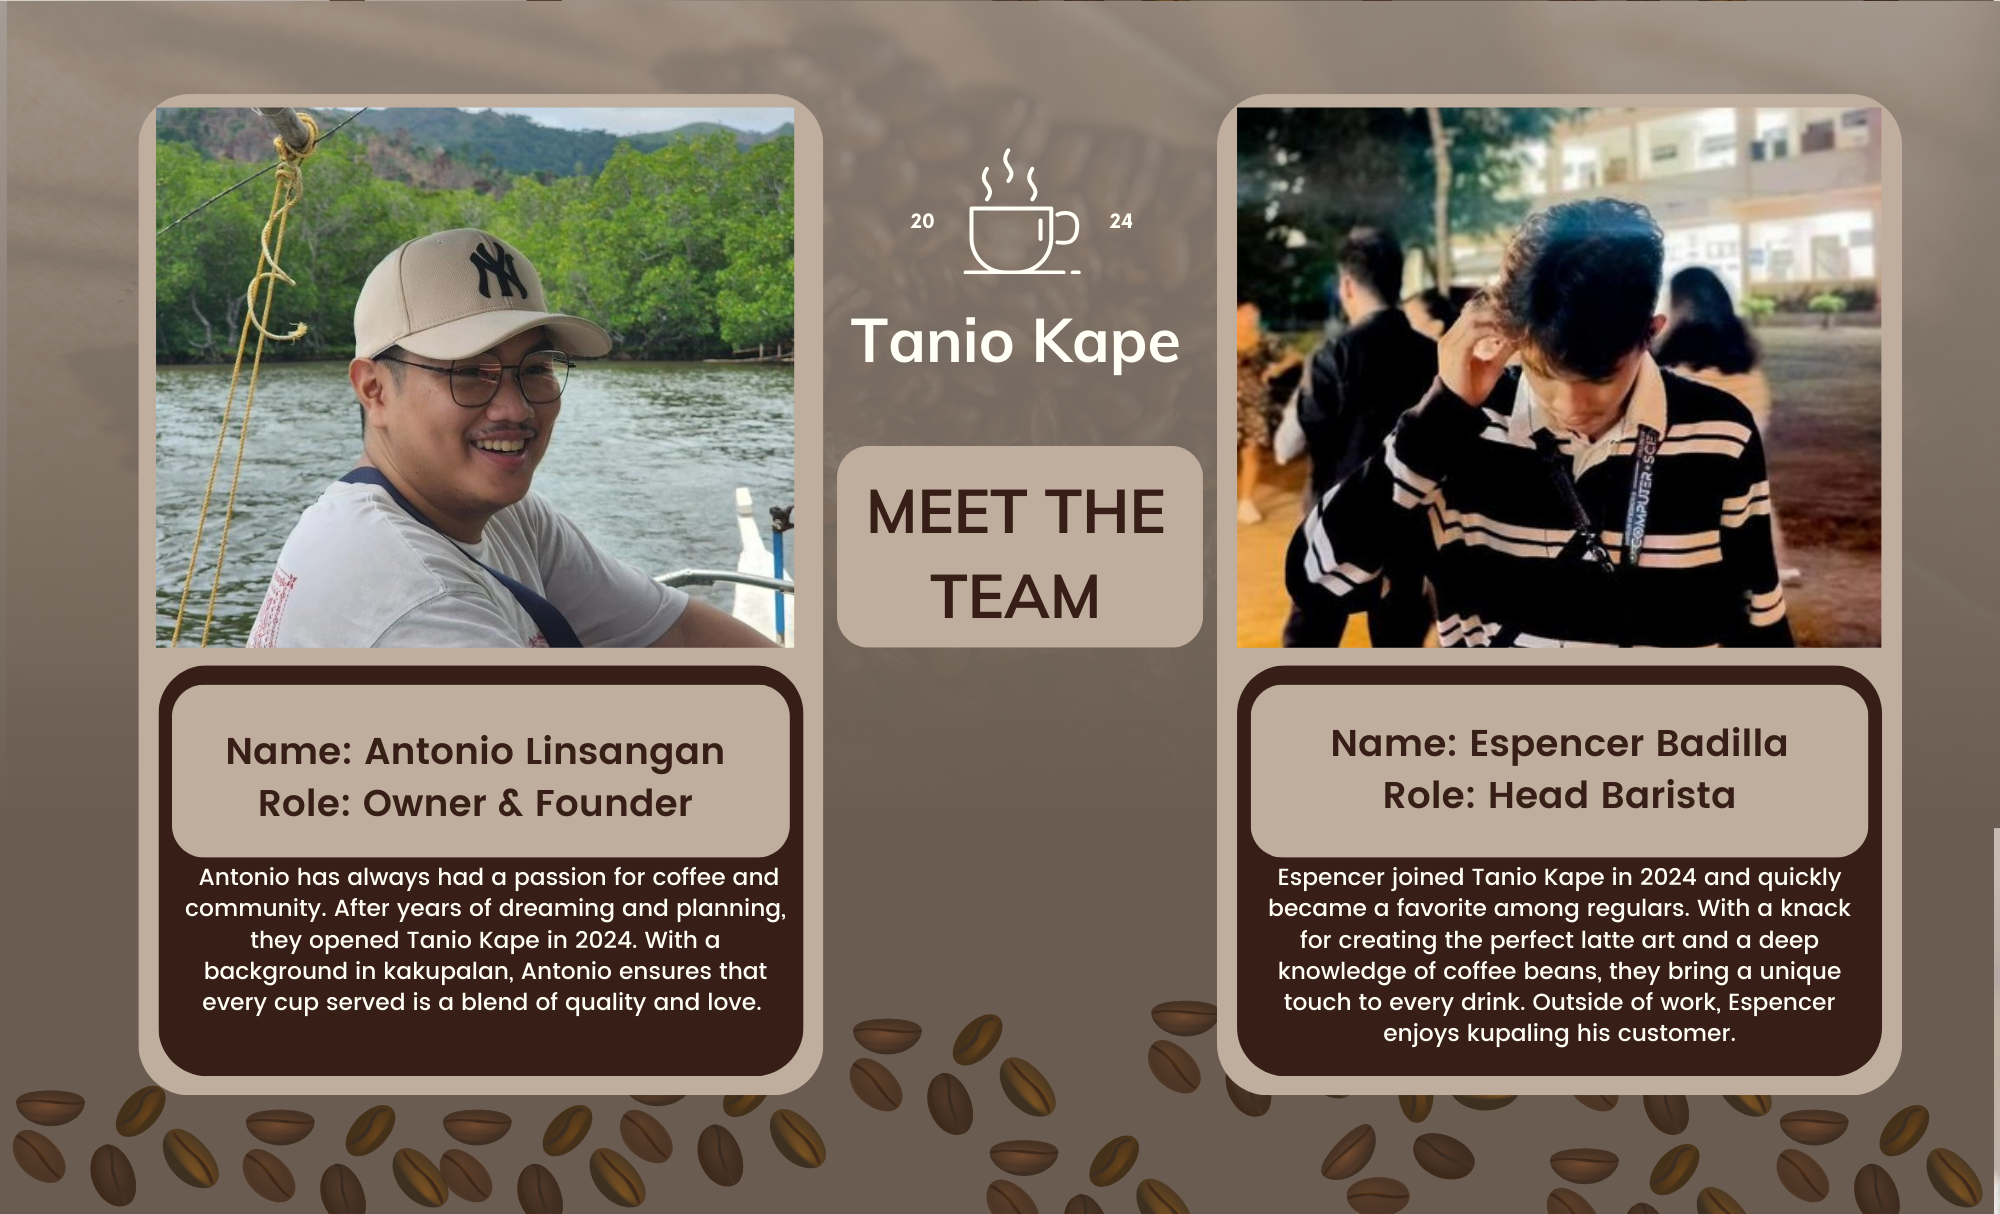 NY
Name: Antonio Linsangan
Role: Owner & Founder
Antonio has always had a passion for coffee and
community. After years of dreaming and planning,
they opened Tanio Kape in 2024. With a
background in kakupalan, Antonio ensures that
every cup served is a blend of quality and love.
20 24
Tanio Kape
MEET THE
TEAM
COMPUTER SCIE
Name: Espencer Badilla
Role: Head Barista
Espencer joined Tanio Kape in 2024 and quickly
became a favorite among regulars. With a knack
for creating the perfect latte art and a deep
knowledge of coffee beans, they bring a unique
touch to every drink. Outside of work, Espencer
enjoys kupaling his customer.